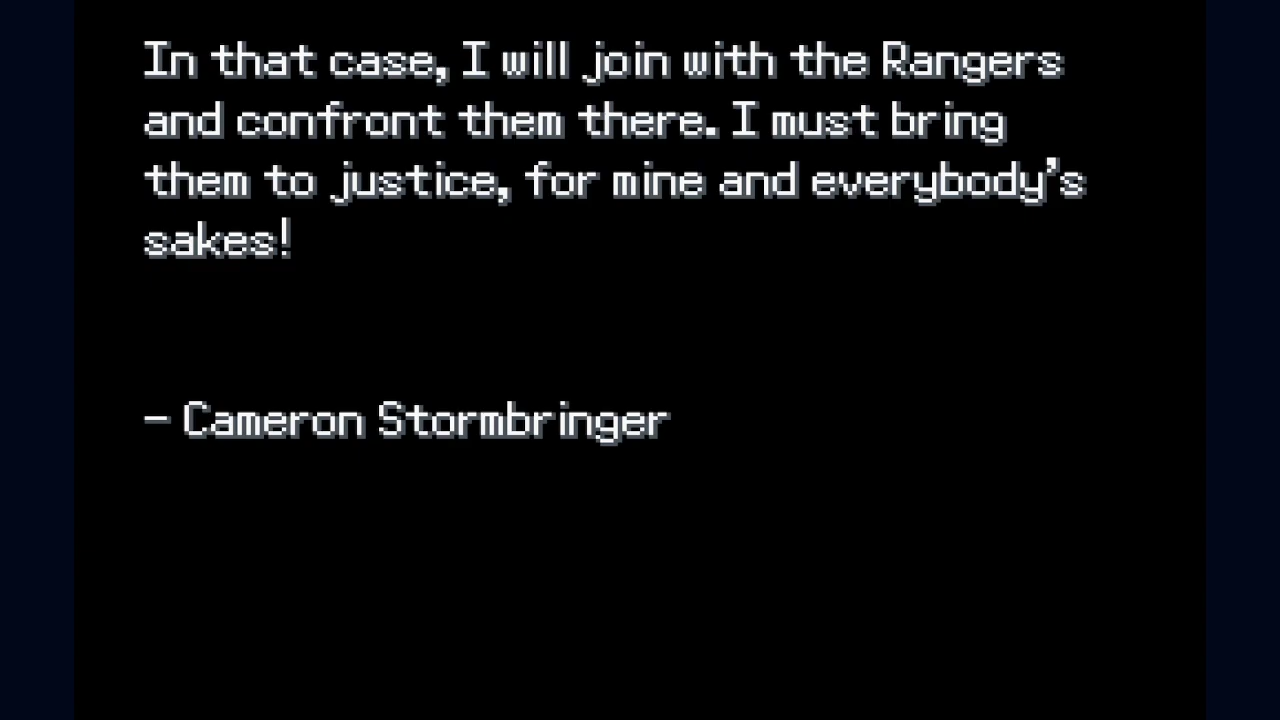 In that case, I will join with the Rangers
and confront them there. I must bring
them to justice, for mine and everybody's
sakes!
- Cameron Stormbringer